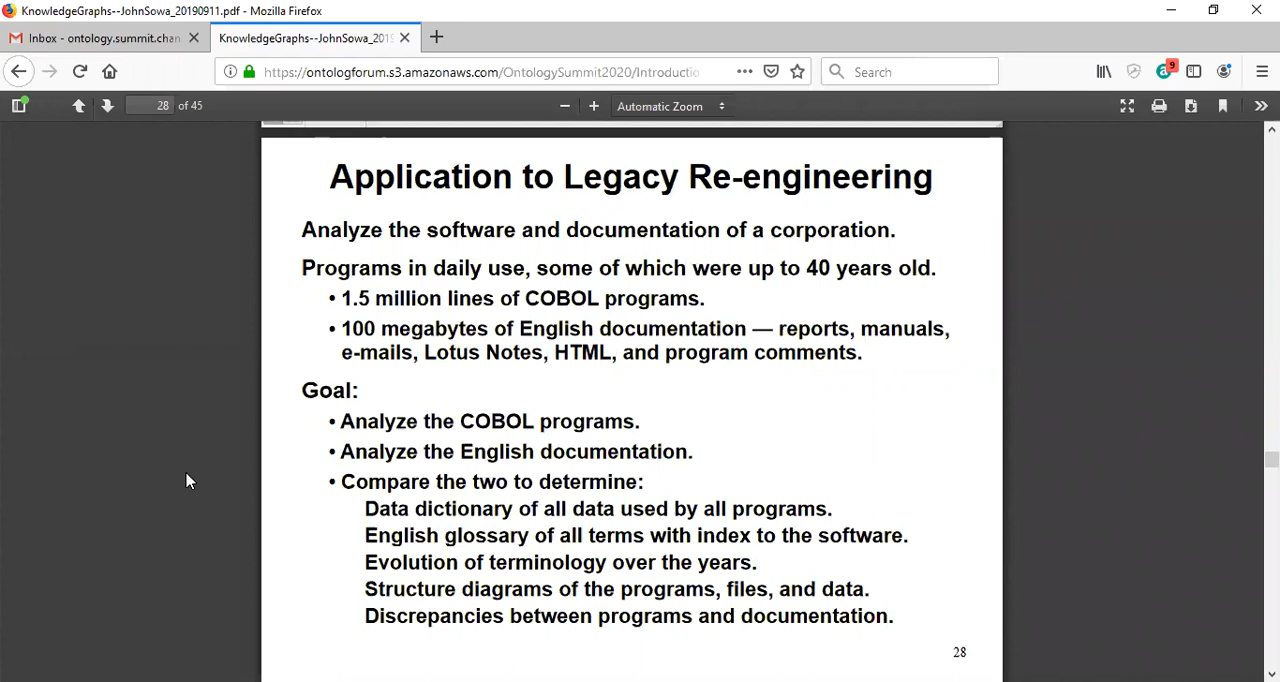 KnowledgeGraphs--JohnSowa_20190911.pdf - Mozilla Firefox
Inbox - ontology.summit.chan
KnowledgeGraphs--JohnSowa_201
https://ontologforum.s3.amazonaws.com/OntologySummit2020/Introductio
Search
9
28 of 45
Automatic Zoom
Application to Legacy Re-engineering
Analyze the software and documentation of a corporation.
Programs in daily use, some of which were up to 40 years old.
• 1.5 million lines of COBOL programs.
• 100 megabytes of English documentation — reports, manuals,
e-mails, Lotus Notes, HTML, and program comments.
Goal:
• Analyze the COBOL programs.
• Analyze the English documentation.
• Compare the two to determine:
Data dictionary of all data used by all programs.
English glossary of all terms with index to the software.
Evolution of terminology over the years.
Structure diagrams of the programs, files, and data.
Discrepancies between programs and documentation.
28